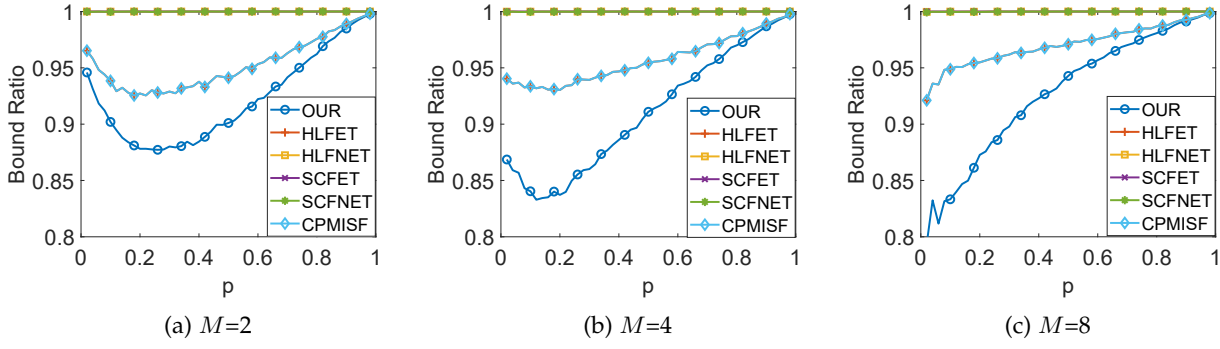 1
0.95
0.9
0.85
0.8
Bound Ratio
0
0.2
0.4
0.6
0.8
1
p
OUR
HLFET
HLFNET
SCFET
SCFNET
CPMISF
(a) M=2
1
0.95
0.9
0.85
0.8
Bound Ratio
0
0.2
0.4
0.6
0.8
1
p
OUR
HLFET
HLFNET
SCFET
SCFNET
CPMISF
(b) M=4
1
0.95
0.9
0.85
0.8
Bound Ratio
0
0.2
0.4
0.6
0.8
1
p
OUR
HLFET
HLFNET
SCFET
SCFNET
CPMISF
(c) M=8